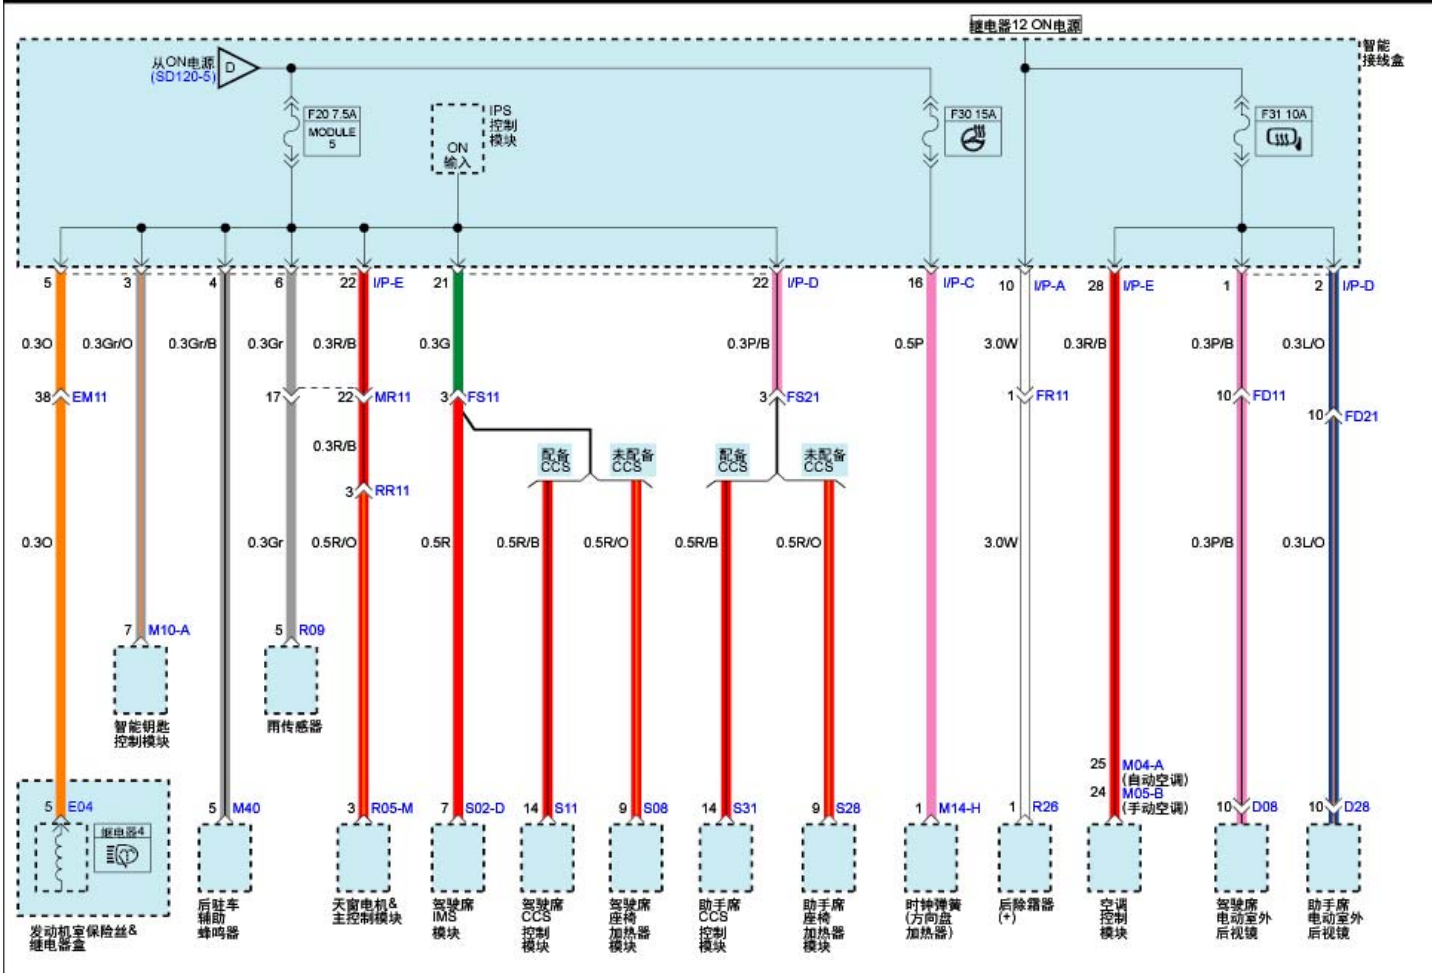 继电器12 ON电源
智能
接线盒
从ON电源
(SD120-5)
D
F20 7.5A
MODULE
5
IPS
控制
模块
ON
输入
F30 15A
F31 10A
5
3
4
6
22 I/P-E
21
22 I/P-D
16 I/P-C
10 I/P-A
28 I/P-E
1
2 I/P-D
0.3O
0.3Gr/O
0.3Gr/B
0.3Gr
0.3R/B
0.3G
0.3P/B
0.5P
3.0W
0.3R/B
0.3P/B
0.3L/O
38 EM11
17
22 MR11
3 FS11
3 FS21
1 FR11
10 FD11
10 FD21
0.3R/B
配备
CCS
未配备
CCS
配备
CCS
未配备
CCS
3 RR11
0.3O
0.3Gr
0.5R/O
0.5R
0.5R/B
0.5R/O
0.5R/B
0.5R/O
3.0W
0.3P/B
0.3L/O
7 M10-A
5 R09
智能钥匙
控制模块
雨传感器
25 M04-A
(自动空调)
24 M05-B
(手动空调)
5 E04
5 M40
3 R05-M
7 S02-D
14 S11
9 S08
14 S31
9 S28
1 M14-H
1 R26
10 D08
10 D28
继电器4
发动机室保险丝&
继电器盒
后驻车
辅助
蜂鸣器
天窗电机&
主控制模块
驾驶席
IMS
模块
驾驶席
CCS
控制
模块
驾驶席
座椅
加热器
模块
助手席
CCS
控制
模块
助手席
座椅
加热器
模块
时钟弹簧
(方向盘
加热器)
后除霜器
(+)
空调
控制
模块
驾驶席
电动室外
后视镜
助手席
电动室外
后视镜